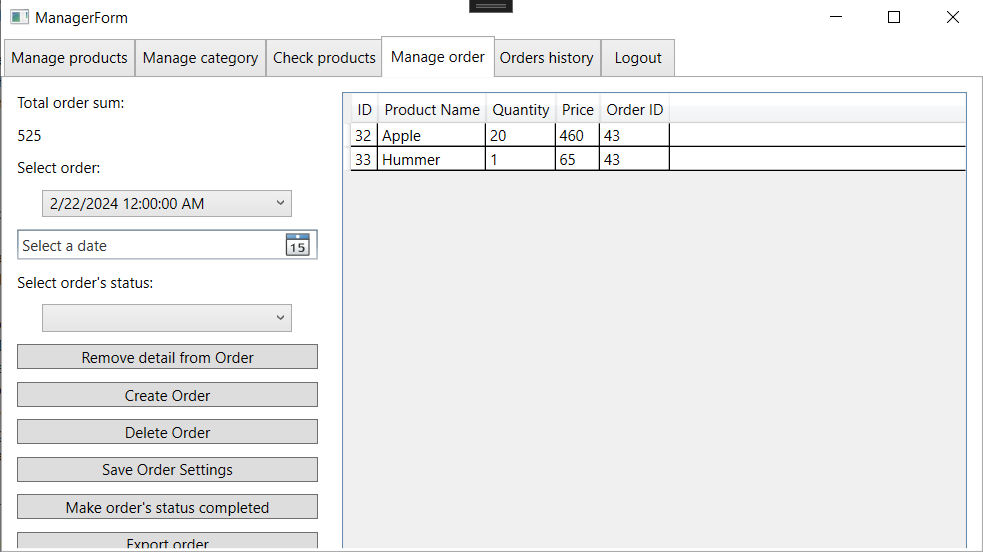 ManagerForm
Manage products Manage category Check products Manage order Orders history Logout
Total order sum:
525
Select order:
2/22/2024 12:00:00 AM
Select a date
15
Select order's status:
Remove detail from Order
Create Order
Delete Order
Save Order Settings
Make order's status completed
Export order
ID Product Name Quantity Price Order ID
32 Apple 20 460 43
33 Hummer 1 65 43